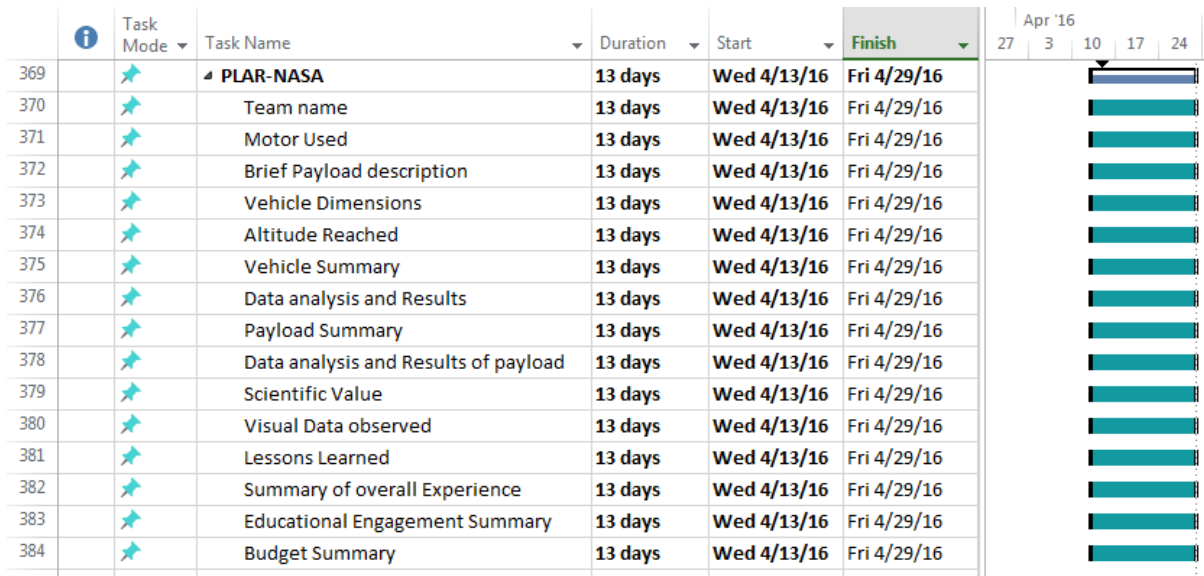 Task Mode Task Name Duration Start Finish Apr '16
27 3 10 17 24
369 PLAR-NASA 13 days Wed 4/13/16 Fri 4/29/16
370 Team name 13 days Wed 4/13/16 Fri 4/29/16
371 Motor Used 13 days Wed 4/13/16 Fri 4/29/16
372 Brief Payload description 13 days Wed 4/13/16 Fri 4/29/16
373 Vehicle Dimensions 13 days Wed 4/13/16 Fri 4/29/16
374 Altitude Reached 13 days Wed 4/13/16 Fri 4/29/16
375 Vehicle Summary 13 days Wed 4/13/16 Fri 4/29/16
376 Data analysis and Results 13 days Wed 4/13/16 Fri 4/29/16
377 Payload Summary 13 days Wed 4/13/16 Fri 4/29/16
378 Data analysis and Results of payload 13 days Wed 4/13/16 Fri 4/29/16
379 Scientific Value 13 days Wed 4/13/16 Fri 4/29/16
380 Visual Data observed 13 days Wed 4/13/16 Fri 4/29/16
381 Lessons Learned 13 days Wed 4/13/16 Fri 4/29/16
382 Summary of overall Experience 13 days Wed 4/13/16 Fri 4/29/16
383 Educational Engagement Summary 13 days Wed 4/13/16 Fri 4/29/16
384 Budget Summary 13 days Wed 4/13/16 Fri 4/29/16